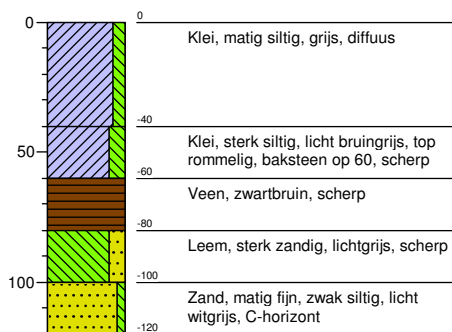 0
0
Klei, matig siltig, grijs, diffuus
-40
Klei, sterk siltig, licht bruingrijs, top
rommelig, baksteen op 60, scherp
50
-60
Veen, zwartbruin, scherp
-80
Leem, sterk zandig, lichtgrijs, scherp
100
-100
Zand, matig fijn, zwak siltig, licht
witgrijs, C-horizont
-120